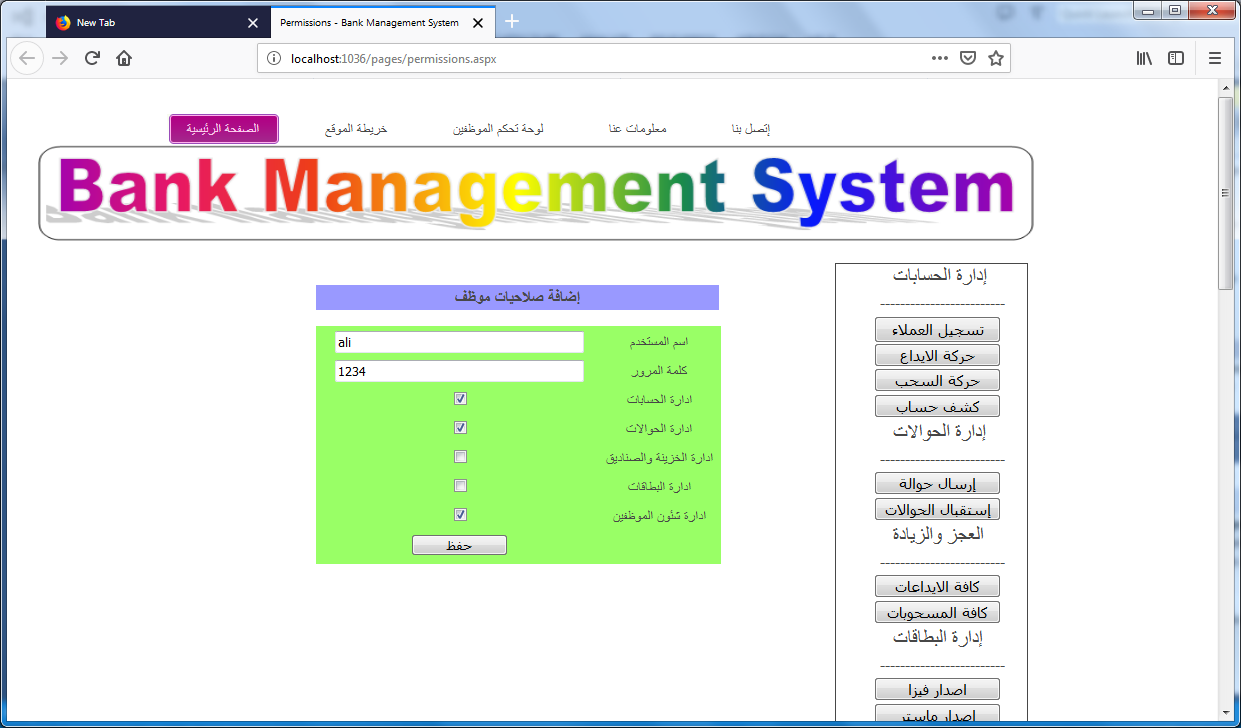 New Tab
Permissions - Bank Management System
localhost:1036/pages/permissions.aspx
الصفحة الرئيسية
خريطة الموقع
لوحة تحكم الموظفين
معلومات عنا
إتصل بنا
Bank Management System
إضافة صلاحيات موظف
اسم المستخدم
ali
كلمة المرور
1234
ادارة الحسابات
ادارة الحوالات
ادارة الخزينة والصناديق
ادارة البطاقات
ادارة شئون الموظفين
حفظ
إدارة الحسابات
-------------------------
تسجيل العملاء
حركة الايداع
حركة السحب
كشف حساب
إدارة الحوالات
-------------------------
إرسال حوالة
إستقبال الحوالات
العجز والزيادة
-------------------------
كافة الايداعات
كافة المسحوبات
إدارة البطاقات
-------------------------
اصدار فيزا
اصدار ماستر